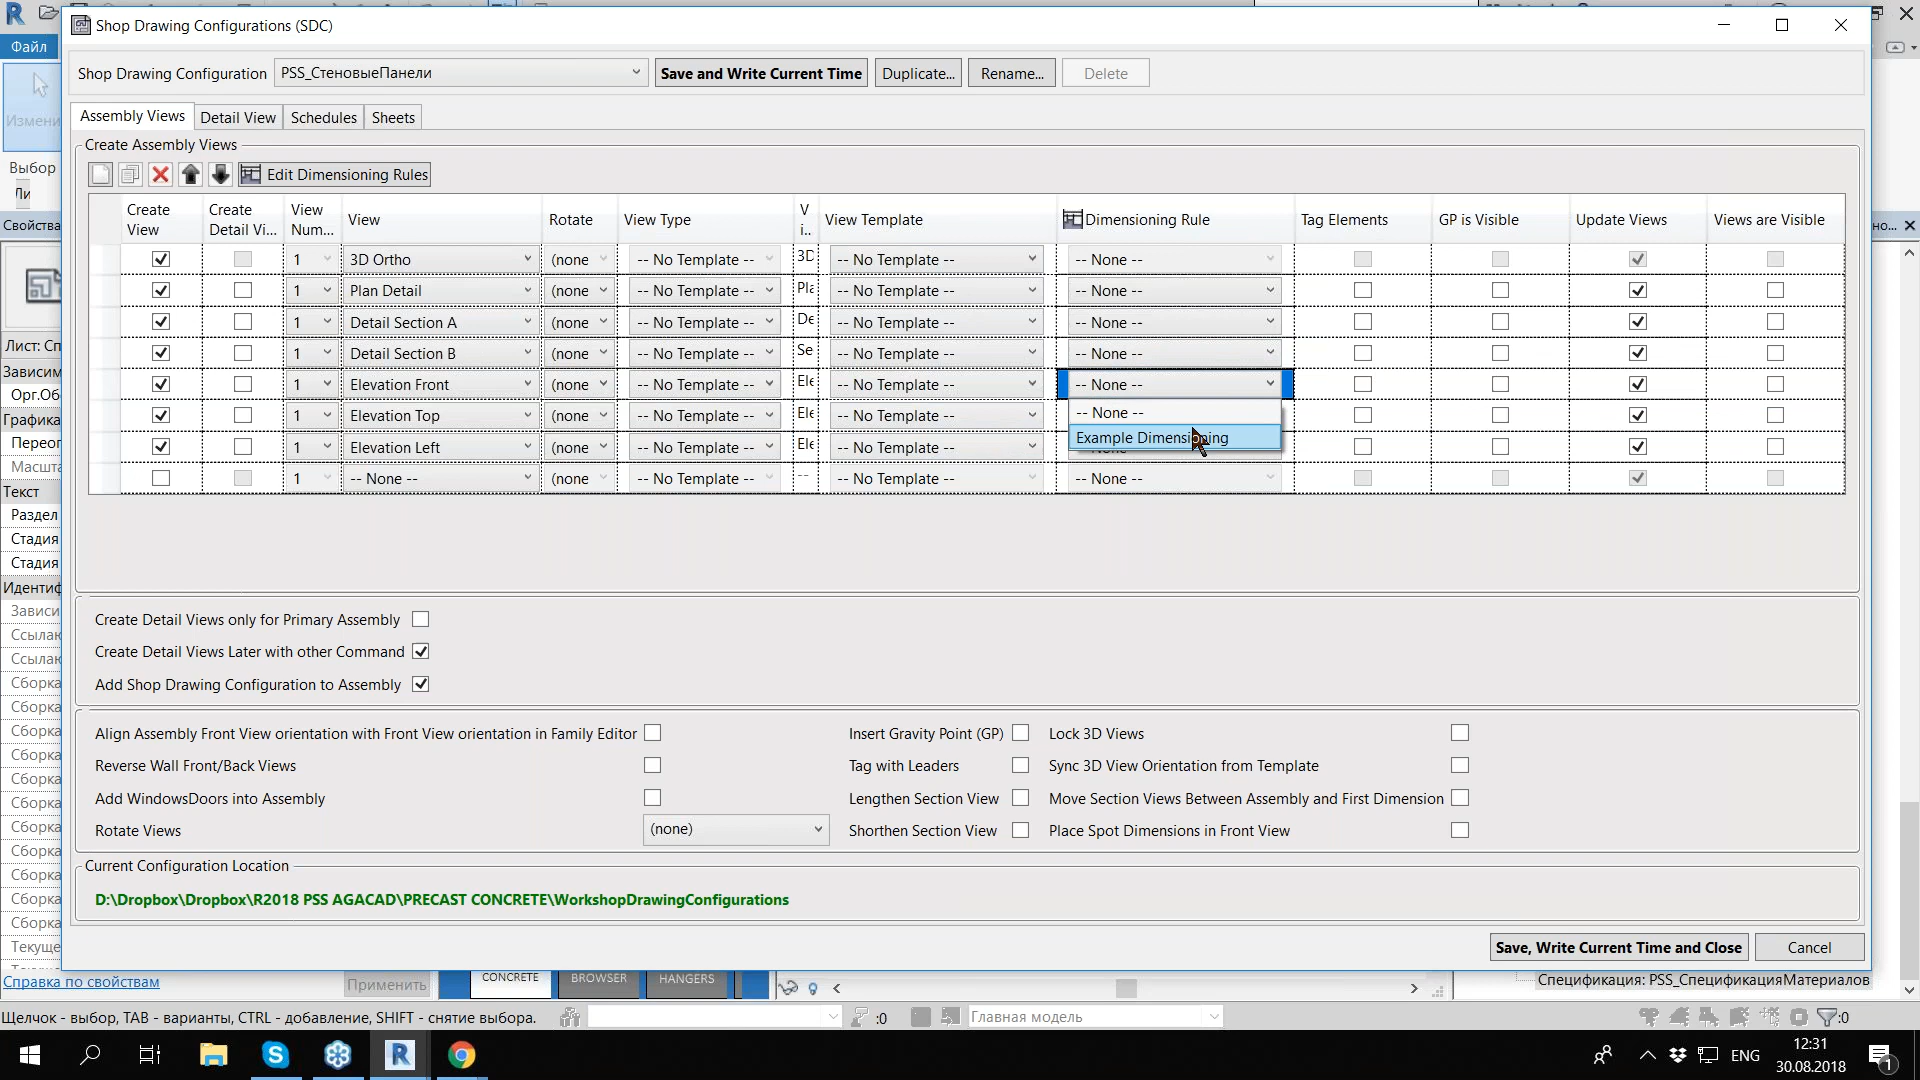 Shop Drawing Configurations (SDC)
Файл
Shop Drawing Configuration PSS_СтеновыеПанели Save and Write Current Time Duplicate... Rename... Delete
Измени
Выбор
Ли
Свойства
но...
Assembly Views Detail View Schedules Sheets
Create Assembly Views
Edit Dimensioning Rules
Create View Create Detail Vi... View Num... View Rotate View Type V i.. View Template Dimensioning Rule Tag Elements GP is Visible Update Views Views are Visible
1 3D Ortho (none -- No Template -- 3D -- No Template -- -- None --
1 Plan Detail (none -- No Template -- Pla -- No Template -- -- None --
1 Detail Section A (none -- No Template -- De -- No Template -- -- None --
1 Detail Section B (none -- No Template -- Se -- No Template -- -- None --
1 Elevation Front (none -- No Template -- Ele -- No Template -- -- None --
1 Elevation Top (none -- No Template -- Ele -- No Template -- -- None --
1 Elevation Left (none -- No Template -- Ele -- No Template -- Example Dimensioning
1 -- None -- (none -- No Template -- -- -- No Template -- -- None --
Лист: Сп
Зависим
Орг.Об
Графика
Переог
Масшта
Текст
Раздел
Стадия
Стадия
Идентиф
Зависи
Ссылак
Ссылак
Сборка
Сборка
Сборка
Сборка
Сборка
Сборка
Сборка
Сборка
Сборка
Сборка
Сборка
Текуще
Create Detail Views only for Primary Assembly
Create Detail Views Later with other Command
Add Shop Drawing Configuration to Assembly
Align Assembly Front View orientation with Front View orientation in Family Editor Insert Gravity Point (GP) Lock 3D Views
Reverse Wall Front/Back Views Tag with Leaders Sync 3D View Orientation from Template
Add WindowsDoors into Assembly Lengthen Section View Move Section Views Between Assembly and First Dimension
Rotate Views (none) Shorthen Section View Place Spot Dimensions in Front View
Current Configuration Location
D:\Dropbox\Dropbox\R2018 PSS AGACAD\PRECAST CONCRETE\WorkshopDrawingConfigurations
Save, Write Current Time and Close Cancel
Справка по свойствам Применить CONCRETE BROWSER HANGERS Спецификация: PSS_СпецификацияМатериалов
Щелчок - выбор, TAB - варианты, CTRL - добавление, SHIFT - снятие выбора. :0 Главная модель :0
ENG 12:31
30.08.2018
1